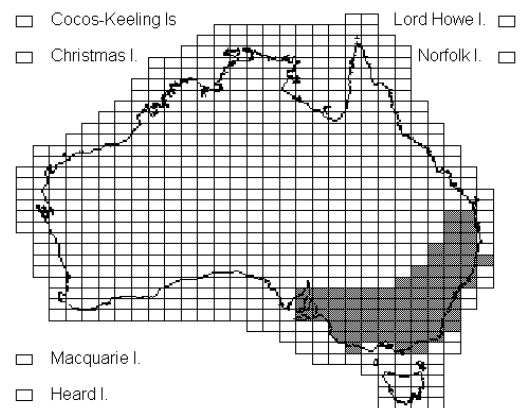 Cocos-Keeling Is
Lord Howe I.
Christmas I.
Norfolk I.
Macquarie I.
Heard I.